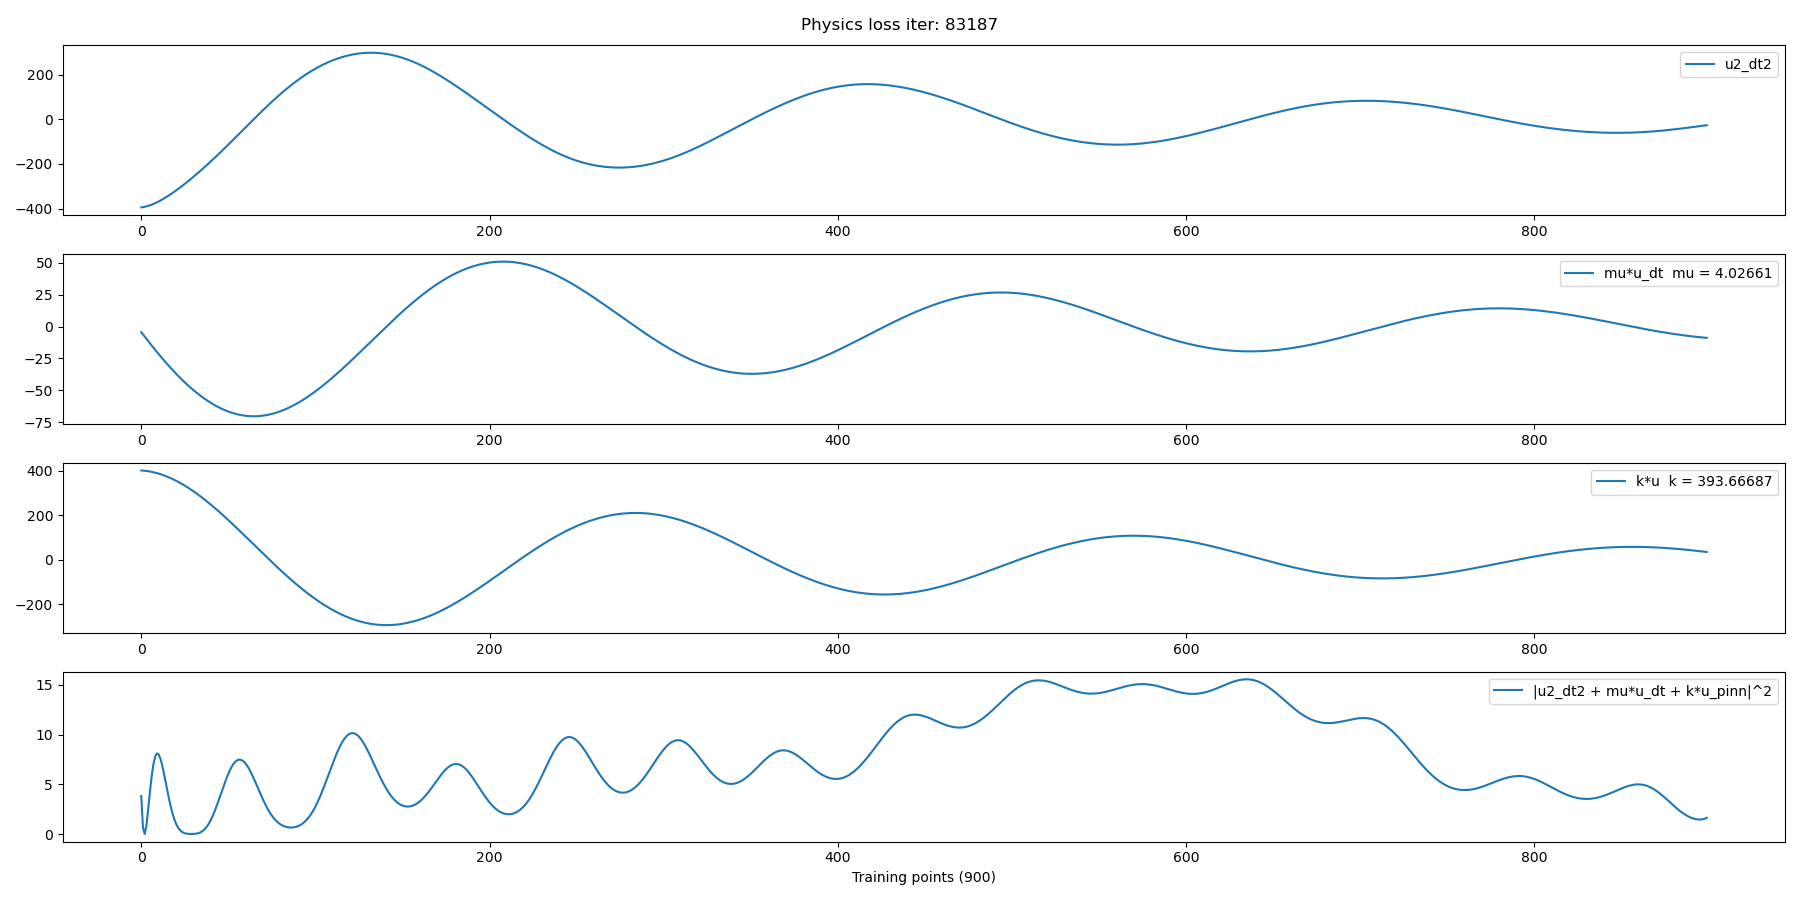 Physics loss iter: 83187
u2_dt2
200
0
−200
−400
0 200 400 600 800
mu*u_dt  mu = 4.02661
50
25
0
−25
−50
−75
0 200 400 600 800
k*u  k = 393.66687
400
200
0
−200
0 200 400 600 800
|u2_dt2 + mu*u_dt + k*u_pinn|^2
15
10
5
0
0 200 400 600 800
Training points (900)